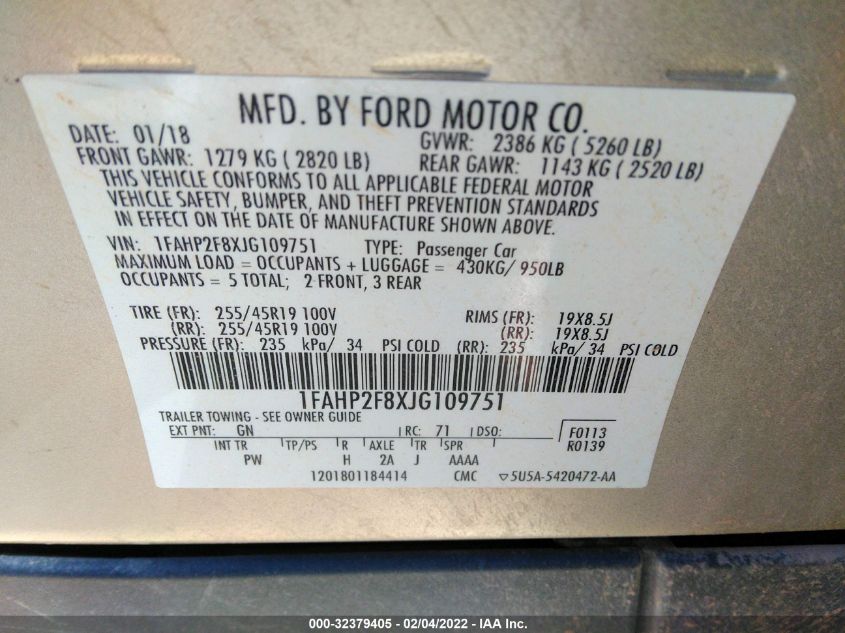 MFD. BY FORD MOTOR CO.
DATE: 01/18 GVWR: 2386 KG ( 5260 LB)
FRONT GAWR: 1279 KG ( 2820 LB) REAR GAWR: 1143 KG ( 2520 LB)
THIS VEHICLE CONFORMS TO ALL APPLICABLE FEDERAL MOTOR
VEHICLE SAFETY, BUMPER, AND THEFT PREVENTION STANDARDS
IN EFFECT ON THE DATE OF MANUFACTURE SHOWN ABOVE.
VIN: 1FAHP2F8XJG109751 TYPE: Passenger Car
MAXIMUM LOAD = OCCUPANTS + LUGGAGE = 430KG/ 950LB
OCCUPANTS = 5 TOTAL; 2 FRONT, 3 REAR
TIRE (FR): 255/45R19 100V RIMS (FR): 19X8.5J
(RR): 255/45R19 100V (RR): 19X8.5J
PRESSURE (FR): 235 kPa/ 34 PSI COLD (RR): 235 kPa/ 34 PSI COLD
1FAHP2F8XJG109751
TRAILER TOWING - SEE OWNER GUIDE
EXT PNT: GN RC: 71 DSO: F0113
R0139
INT TR TP/PS R AXLE TR SPR
PW H 2A J AAAA
1201801184414 CMC ▽5U5A-5420472-AA
000-32379405 - 02/04/2022 - IAA Inc.